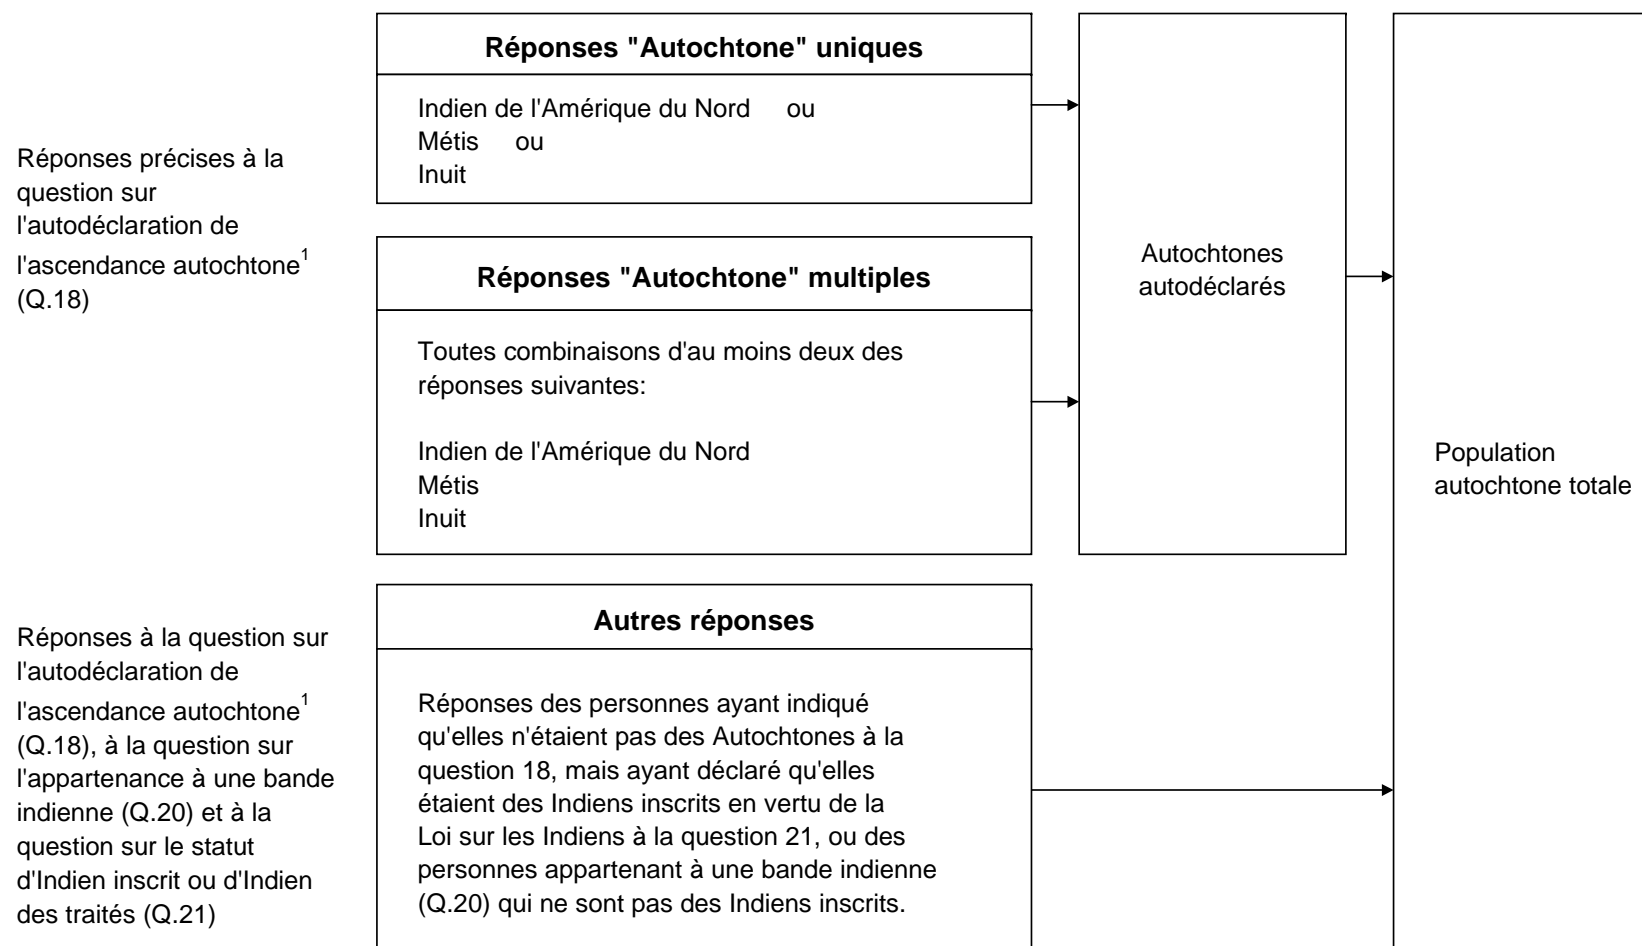 Réponses précises à la
question sur
l'autodéclaration de
l'ascendance autochtone1
(Q.18)
Réponses "Autochtone" uniques
Indien de l'Amérique du Nord ou
Métis ou
Inuit
Réponses "Autochtone" multiples
Toutes combinaisons d'au moins deux des
réponses suivantes:
Indien de l'Amérique du Nord
Métis
Inuit
Autochtones
autodéclarés
Population
autochtone totale
Réponses à la question sur
l'autodéclaration de
l'ascendance autochtone1
(Q.18), à la question sur
l'appartenance à une bande
indienne (Q.20) et à la
question sur le statut
d'Indien inscrit ou d'Indien
des traités (Q.21)
Autres réponses
Réponses des personnes ayant indiqué
qu'elles n'étaient pas des Autochtones à la
question 18, mais ayant déclaré qu'elles
étaient des Indiens inscrits en vertu de la
Loi sur les Indiens à la question 21, ou des
personnes appartenant à une bande indienne
(Q.20) qui ne sont pas des Indiens inscrits.